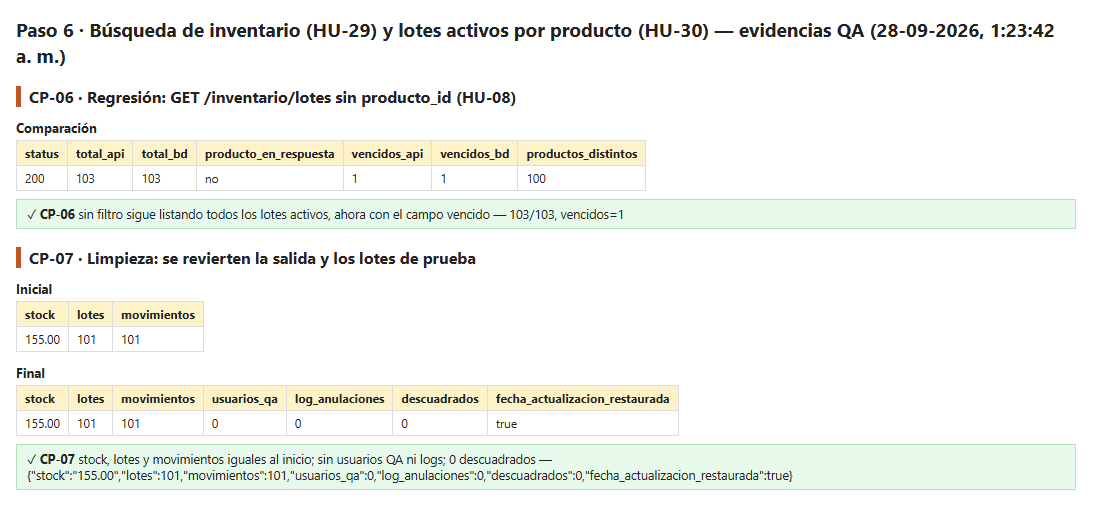 Paso 6 · Búsqueda de inventario (HU-29) y lotes activos por producto (HU-30) — evidencias QA (28-09-2026, 1:23:42
a. m.)
CP-06 · Regresión: GET /inventario/lotes sin producto_id (HU-08)
Comparación
status total_api total_bd producto_en_respuesta vencidos_api vencidos_bd productos_distintos
200 103 103 no 1 1 100
✓ CP-06 sin filtro sigue listando todos los lotes activos, ahora con el campo vencido — 103/103, vencidos=1
CP-07 · Limpieza: se revierten la salida y los lotes de prueba
Inicial
stock lotes movimientos
155.00 101 101
Final
stock lotes movimientos usuarios_qa log_anulaciones descuadrados fecha_actualizacion_restaurada
155.00 101 101 0 0 0 true
✓ CP-07 stock, lotes y movimientos iguales al inicio; sin usuarios QA ni logs; 0 descuadrados —
{"stock":"155.00","lotes":101,"movimientos":101,"usuarios_qa":0,"log_anulaciones":0,"descuadrados":0,"fecha_actualizacion_restaurada":true}